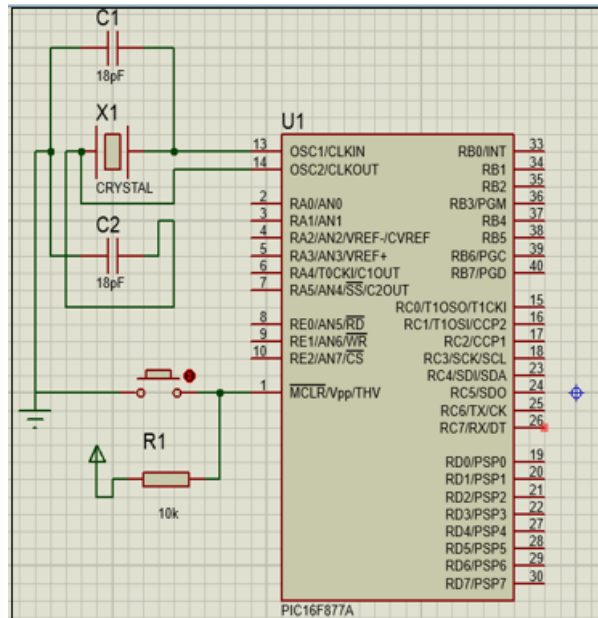 C1
18pF
X1
CRYSTAL
C2
18pF
R1
10k
U1
13 OSC1/CLKIN RB0/INT 33
14 OSC2/CLKOUT RB1 34
RB2 35
2 RA0/AN0 RB3/PGM 36
3 RA1/AN1 RB4 37
4 RA2/AN2/VREF-/CVREF RB5 38
5 RA3/AN3/VREF+ RB6/PGC 39
6 RA4/T0CKI/C1OUT RB7/PGD 40
7 RA5/AN4/SS/C2OUT
RC0/T1OSO/T1CKI 15
8 RE0/AN5/RD RC1/T1OSI/CCP2 16
9 RE1/AN6/WR RC2/CCP1 17
10 RE2/AN7/CS RC3/SCK/SCL 18
RC4/SDI/SDA 23
1 MCLR/Vpp/THV RC5/SDO 24
RC6/TX/CK 25
RC7/RX/DT 26
RD0/PSP0 19
RD1/PSP1 20
RD2/PSP2 21
RD3/PSP3 22
RD4/PSP4 27
RD5/PSP5 28
RD6/PSP6 29
RD7/PSP7 30
PIC16F877A